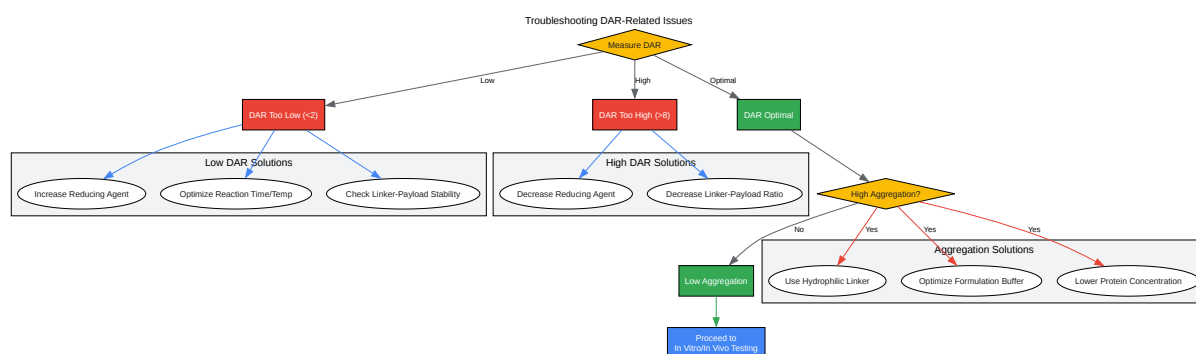 Troubleshooting DAR-Related Issues
Measure DAR
Low
High
Optimal
DAR Too Low (<2)
DAR Too High (>8)
DAR Optimal
Low DAR Solutions
Increase Reducing Agent
Optimize Reaction Time/Temp
Check Linker-Payload Stability
High DAR Solutions
Decrease Reducing Agent
Decrease Linker-Payload Ratio
High Aggregation?
No
Yes
Yes
Yes
Aggregation Solutions
Low Aggregation
Use Hydrophilic Linker
Optimize Formulation Buffer
Lower Protein Concentration
Proceed to
In Vitro/In Vivo Testing